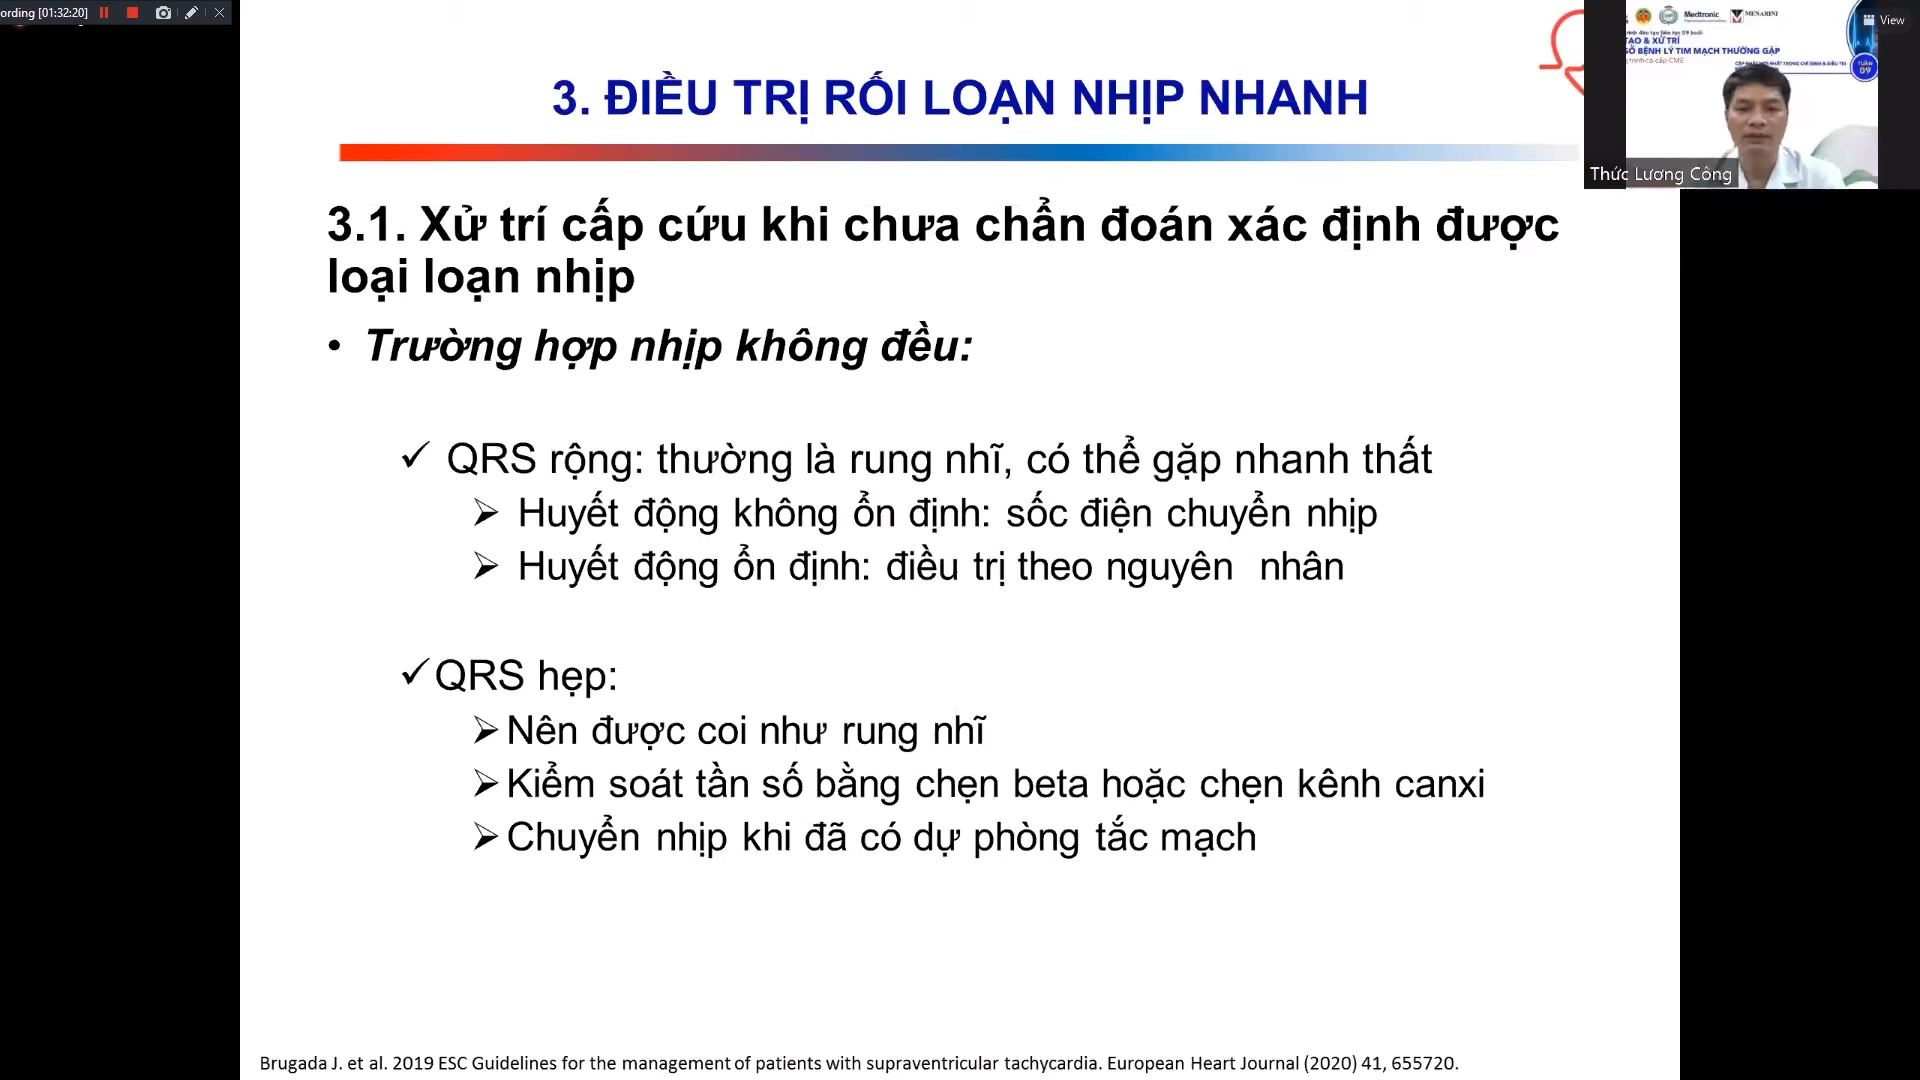 ording [01:32:20]
3. ĐIỀU TRỊ RỐI LOẠN NHỊP NHANH
Medtronic
MENARINI
View
TẠO & XỬ TRÍ
SỐ BỆNH LÝ TIM MẠCH THƯỜNG GẶP
TUẦN
09
Thức Lương Công
3.1. Xử trí cấp cứu khi chưa chẩn đoán xác định được
loại loạn nhịp
• Trường hợp nhịp không đều:
✓ QRS rộng: thường là rung nhĩ, có thể gặp nhanh thất
➢ Huyết động không ổn định: sốc điện chuyển nhịp
➢ Huyết động ổn định: điều trị theo nguyên nhân
✓QRS hẹp:
➢Nên được coi như rung nhĩ
➢Kiểm soát tần số bằng chẹn beta hoặc chẹn kênh canxi
➢Chuyển nhịp khi đã có dự phòng tắc mạch
Brugada J. et al. 2019 ESC Guidelines for the management of patients with supraventricular tachycardia. European Heart Journal (2020) 41, 655720.